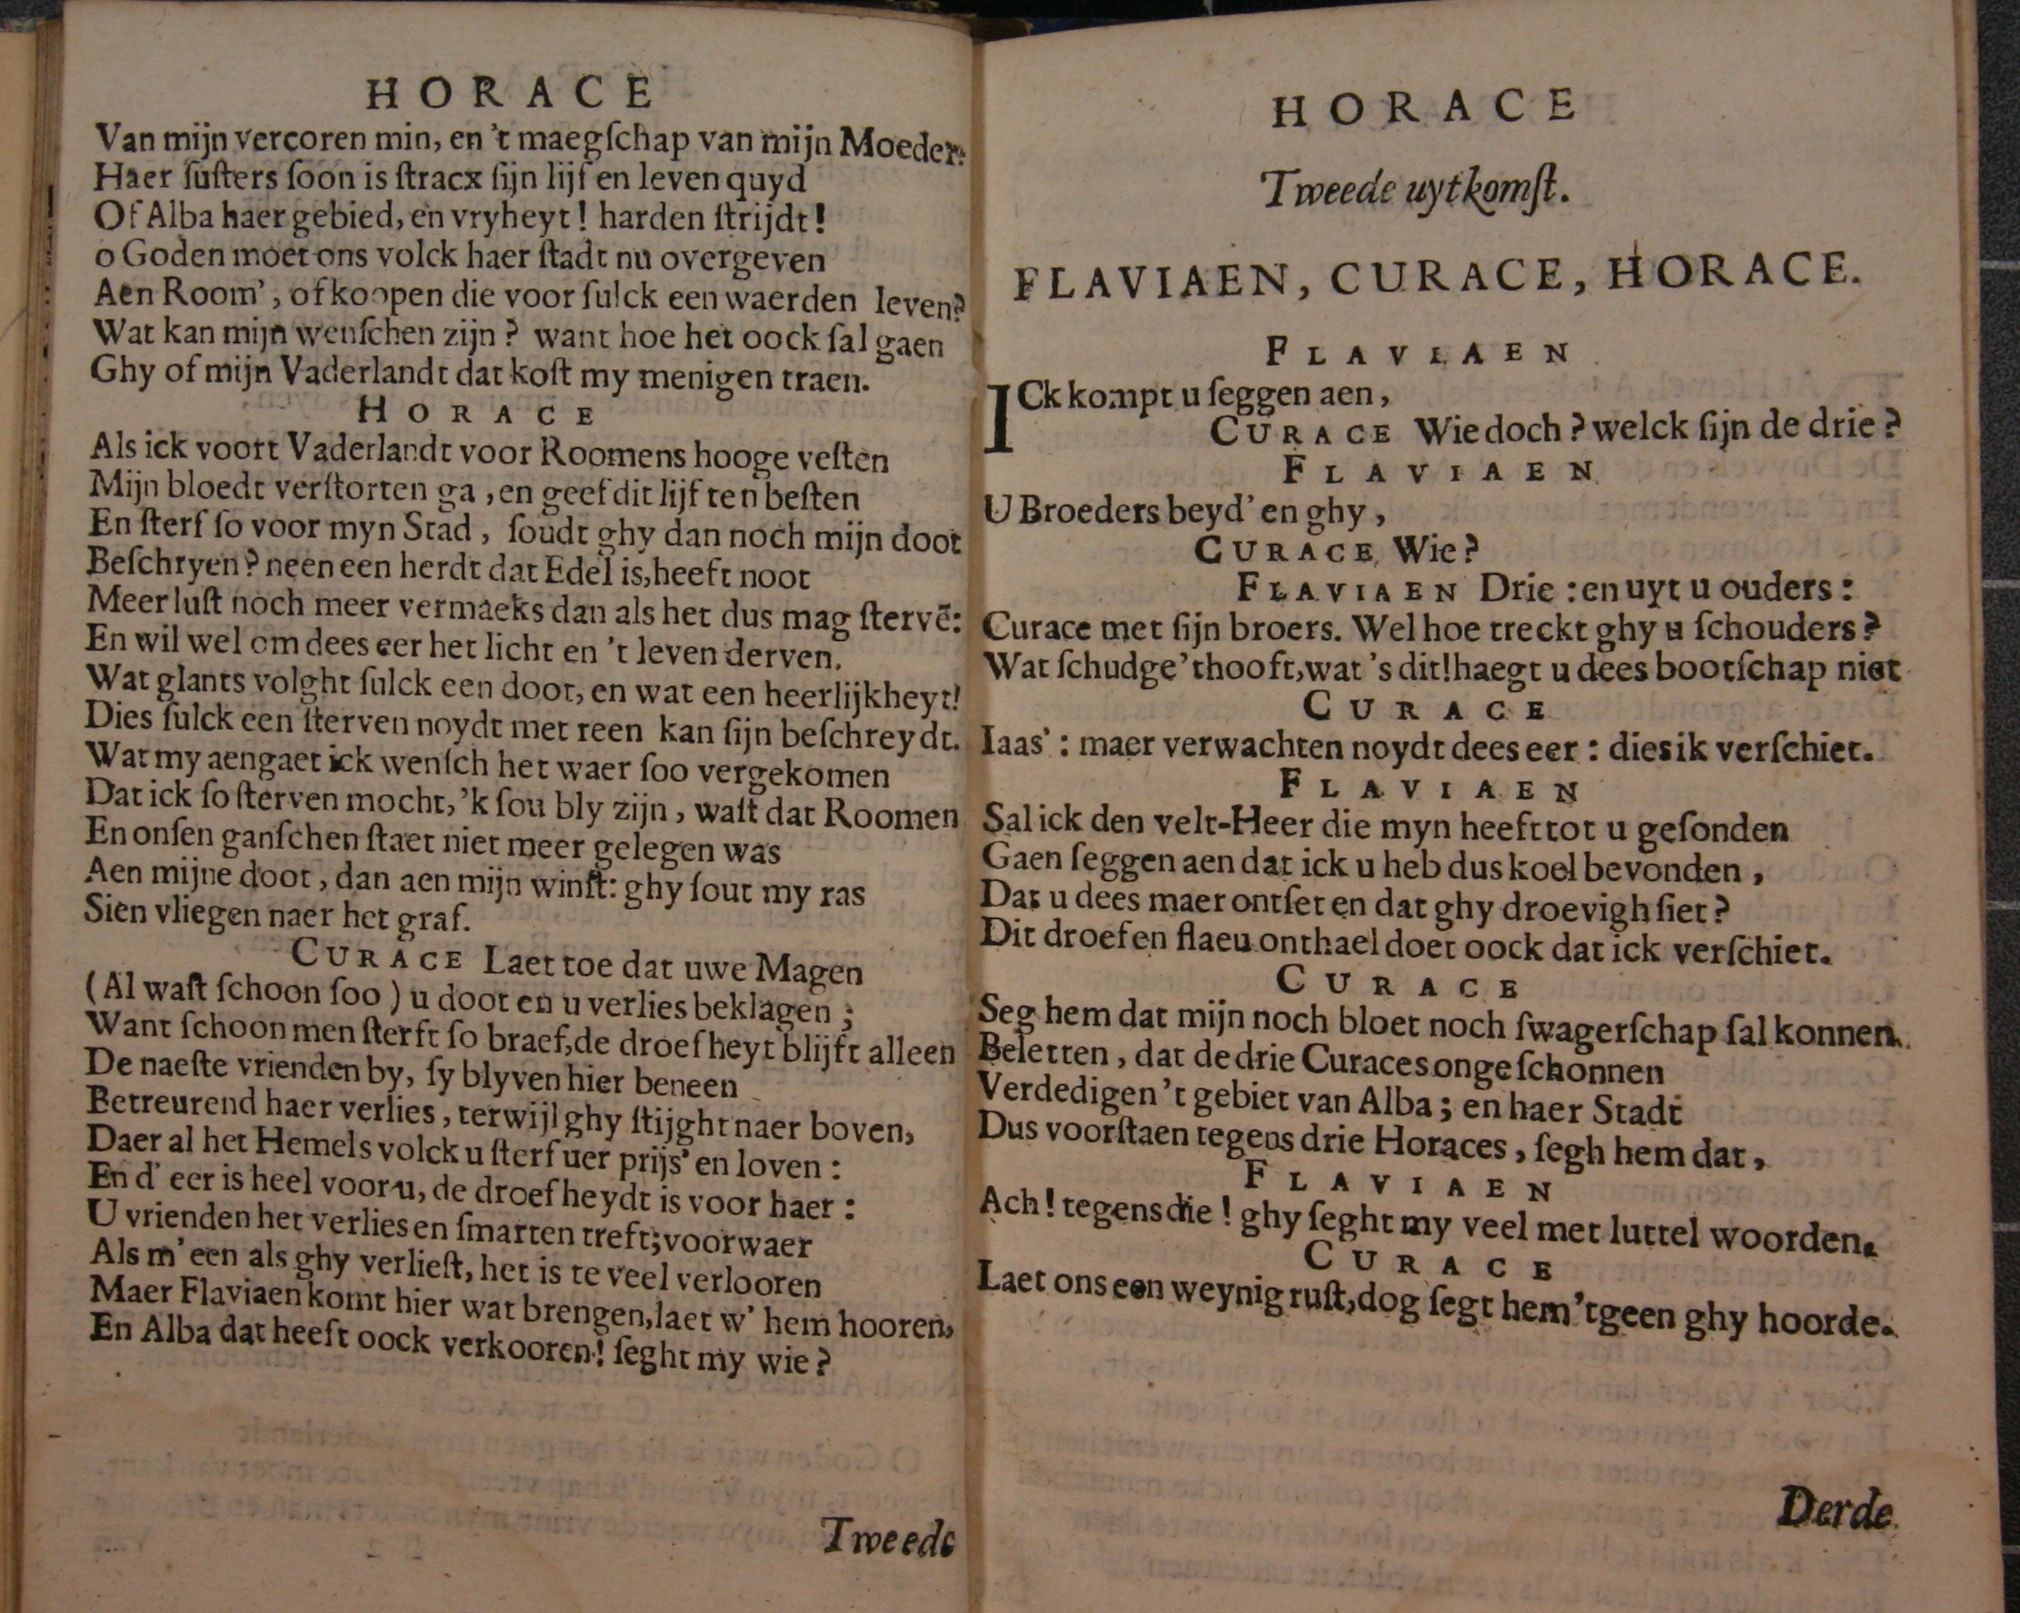 HORACE
Van mijn vercoren min, en 't maegſchap van mijn Moeder.
Haer ſuſters ſoon is ſtracx ſijn lijf en leven quyd
Of Alba haer gebied, en vryheyt! harden ſtrijdt!
o Goden moet ons volck haer ſtadt nu overgeven
Aen Room', of koopen die voor ſulck een waerden leven?
Wat kan mijn wenſchen zijn? want hoe het oock ſal gaen
Ghy of mijn Vaderlandt dat koſt my menigen traen.
HORACE
Als ick voort Vaderlandt voor Roomens hooge veſten
Mijn bloedt verſtorten ga, en geef dit lijf ten beſten
En ſterf ſo voor myn Stad, ſoudt ghy dan noch mijn doot
Beſchryen? neen een herdt dat Edel is, heeft noot
Meer luſt noch meer vermaeks dan als het dus mag ſtervē:
En wil wel om dees eer het licht en 't leven derven.
Wat glants volght ſulck een doot, en wat een heerlijkheyt!
Dies ſulck een ſterven noydt met reen kan ſijn beſchreydt.
Wat my aengaet ick wenſch het waer ſoo vergekomen
Dat ick ſo ſterven mocht, 'k ſou bly zijn, waſt dat Roomen
En onſen ganſchen ſtaet niet meer gelegen was
Aen mijne doot, dan aen mijn winſt: ghy ſout my ras
Sien vliegen naer het graf.
CURACE Laet toe dat uwe Magen
(Al waſt ſchoon ſoo) u doot en u verlies beklagen;
Want ſchoon men ſterft ſo braef, de droefheyt blijft alleen
De naeſte vrienden by, ſy blyven hier beneen
Betreurend haer verlies, terwijl ghy ſtijght naer boven,
Daer al het Hemels volck u ſterf uer prijs' en loven:
En d' eer is heel voor u, de droefheydt is voor haer:
U vrienden het verlies en ſmarten treft; voorwaer
Als m' een als ghy verlieſt, het is te veel verlooren
Maer Flaviaen komt hier wat brengen, laet w' hem hooren,
En Alba dat heeft oock verkooren! ſeght my wie?
Tweede
HORACE
Tweede uytkomſt.
FLAVIAEN, CURACE, HORACE.
FLAVIAEN
ICk kompt u ſeggen aen,
CURACE Wie doch? welck ſijn de drie?
FLAVIAEN
U Broeders beyd' en ghy,
CURACE Wie?
FLAVIAEN Drie: en uyt u ouders:
Curace met ſijn broers. Wel hoe treckt ghy u ſchouders?
Wat ſchudge 'thooft, wat 's dit! haegt u dees bootſchap niet
CURACE
Iaas': maer verwachten noydt dees eer: dies ik verſchiet.
FLAVIAEN
Sal ick den velt-Heer die myn heeft tot u geſonden
Gaen ſeggen aen dat ick u heb dus koel bevonden,
Dat u dees maer ontſet en dat ghy droevigh ſiet?
Dit droef en flaeu onthael doet oock dat ick verſchiet.
CURACE
Seg hem dat mijn noch bloet noch ſwagerſchap ſal konnen
Beletten, dat de drie Curaces ongeſchonnen
Verdedigen 't gebiet van Alba; en haer Stadt
Dus voorſtaen tegens drie Horaces, ſegh hem dat,
FLAVIAEN
Ach! tegens die! ghy ſeght my veel met luttel woorden.
CURACE
Laet ons een weynig ruſt, dog ſegt hem 'tgeen ghy hoorde.
Derde